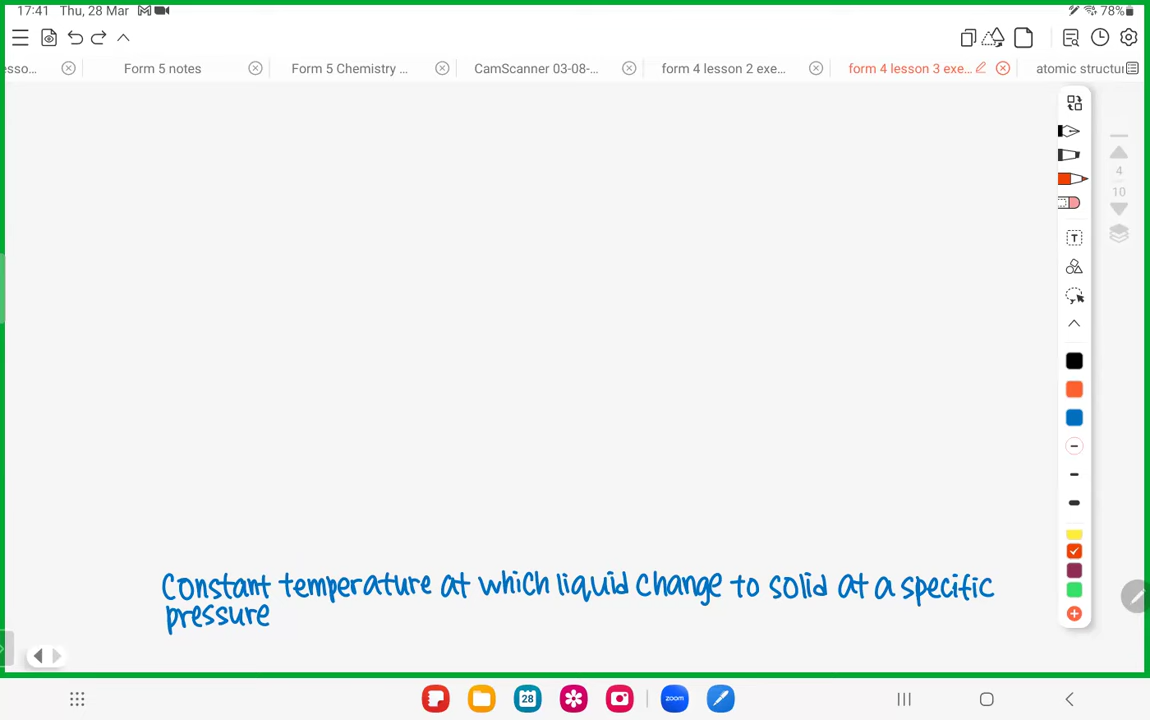 17:41 Thu, 28 Mar
78%
esso...
Form 5 notes
Form 5 Chemistry ...
CamScanner 03-08-...
form 4 lesson 2 exe...
form 4 lesson 3 exe...
atomic structu
4
10
T
Constant temperature at which liquid change to solid at a specific
pressure
28
zoom